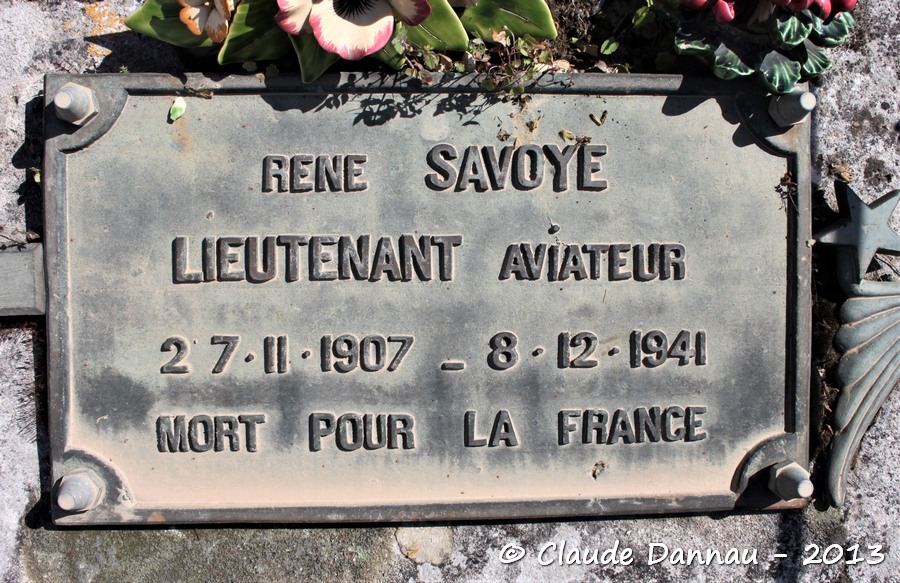 RENE SAVOYE
LIEUTENANT AVIATEUR
27·11·1907 - 8·12·1941
MORT POUR LA FRANCE
© Claude Dannau - 2013